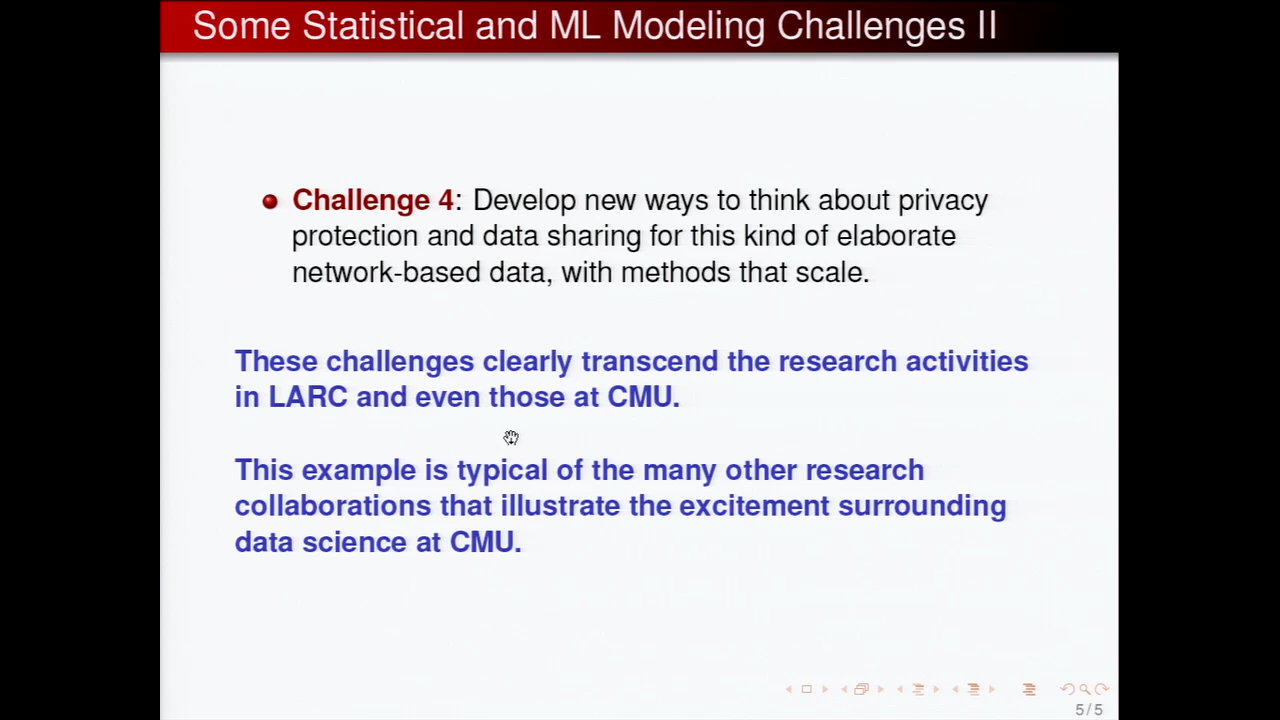 Some Statistical and ML Modeling Challenges II
Challenge 4: Develop new ways to think about privacy
protection and data sharing for this kind of elaborate
network-based data, with methods that scale.
These challenges clearly transcend the research activities
in LARC and even those at CMU.
This example is typical of the many other research
collaborations that illustrate the excitement surrounding
data science at CMU.
5/5